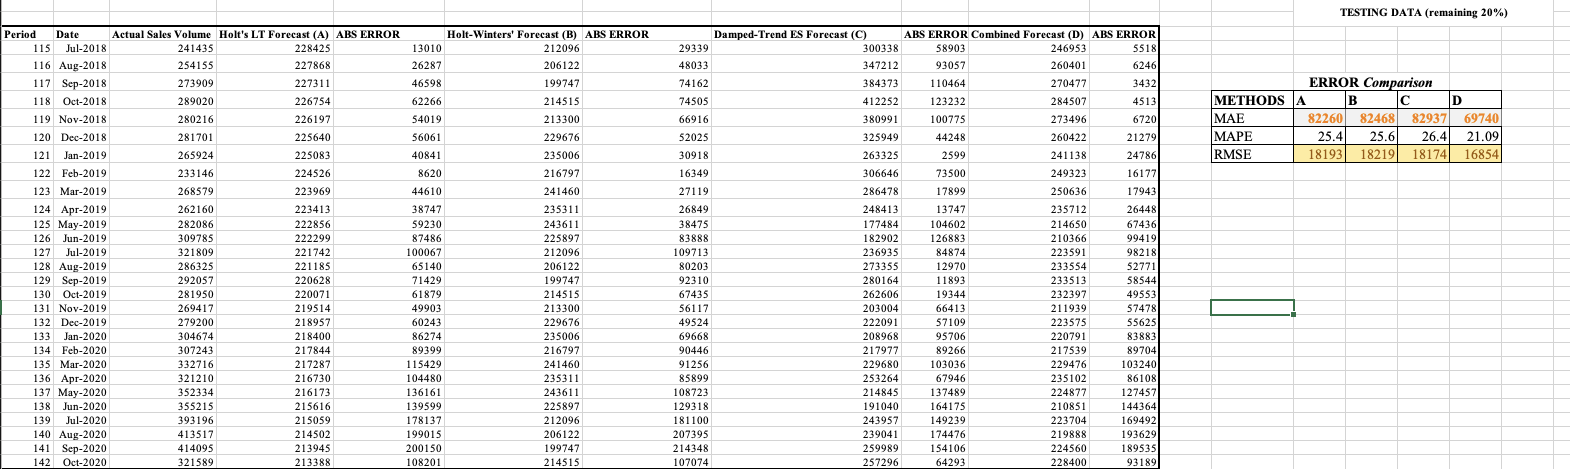 TESTING DATA (remaining 20%)
Period Date Actual Sales Volume Holt's LT Forecast (A) ABS ERROR Holt-Winters' Forecast (B) ABS ERROR Damped-Trend ES Forecast (C) ABS ERROR Combined Forecast (D) ABS ERROR
115 Jul-2018 241435 228425 13010 212096 29339 300338 58903 246953 5518
116 Aug-2018 254155 227868 26287 206122 48033 347212 93057 260401 6246
117 Sep-2018 273909 227311 46598 199747 74162 384373 110464 270477 3432
ERROR Comparison
118 Oct-2018 289020 226754 62266 214515 74505 412252 123232 284507 4513
METHODS A B C D
119 Nov-2018 280216 226197 54019 213300 66916 380991 100775 273496 6720
MAE 82260 82468 82937 69740
120 Dec-2018 281701 225640 56061 229676 52025 325949 44248 260422 21279
MAPE 25.4 25.6 26.4 21.09
121 Jan-2019 265924 225083 40841 235006 30918 263325 2599 241138 24786
RMSE 18193 18219 18174 16854
122 Feb-2019 233146 224526 8620 216797 16349 306646 73500 249323 16177
123 Mar-2019 268579 223969 44610 241460 27119 286478 17899 250636 17943
124 Apr-2019 262160 223413 38747 235311 26849 248413 13747 235712 26448
125 May-2019 282086 222856 59230 243611 38475 177484 104602 214650 67436
126 Jun-2019 309785 222299 87486 225897 83888 182902 126883 210366 99419
127 Jul-2019 321809 221742 100067 212096 109713 236935 84874 223591 98218
128 Aug-2019 286325 221185 65140 206122 80203 273355 12970 233554 52771
129 Sep-2019 292057 220628 71429 199747 92310 280164 11893 233513 58544
130 Oct-2019 281950 220071 61879 214515 67435 262606 19344 232397 49553
131 Nov-2019 269417 219514 49903 213300 56117 203004 66413 211939 57478
132 Dec-2019 279200 218957 60243 229676 49524 222091 57109 223575 55625
133 Jan-2020 304674 218400 86274 235006 69668 208968 95706 220791 83883
134 Feb-2020 307243 217844 89399 216797 90446 217977 89266 217539 89704
135 Mar-2020 332716 217287 115429 241460 91256 229680 103036 229476 103240
136 Apr-2020 321210 216730 104480 235311 85899 253264 67946 235102 86108
137 May-2020 352334 216173 136161 243611 108723 214845 137489 224877 127457
138 Jun-2020 355215 215616 139599 225897 129318 191040 164175 210851 144364
139 Jul-2020 393196 215059 178137 212096 181100 243957 149239 223704 169492
140 Aug-2020 413517 214502 199015 206122 207395 239041 174476 219888 193629
141 Sep-2020 414095 213945 200150 199747 214348 259989 154106 224560 189535
142 Oct-2020 321589 213388 108201 214515 107074 257296 64293 228400 93189